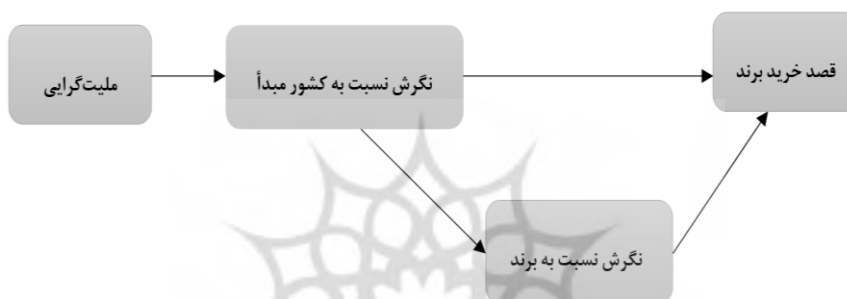 قصد خرید برند
نگرش نسبت به کشور مبدأ
ملیت‌گرایی
نگرش نسبت به برند